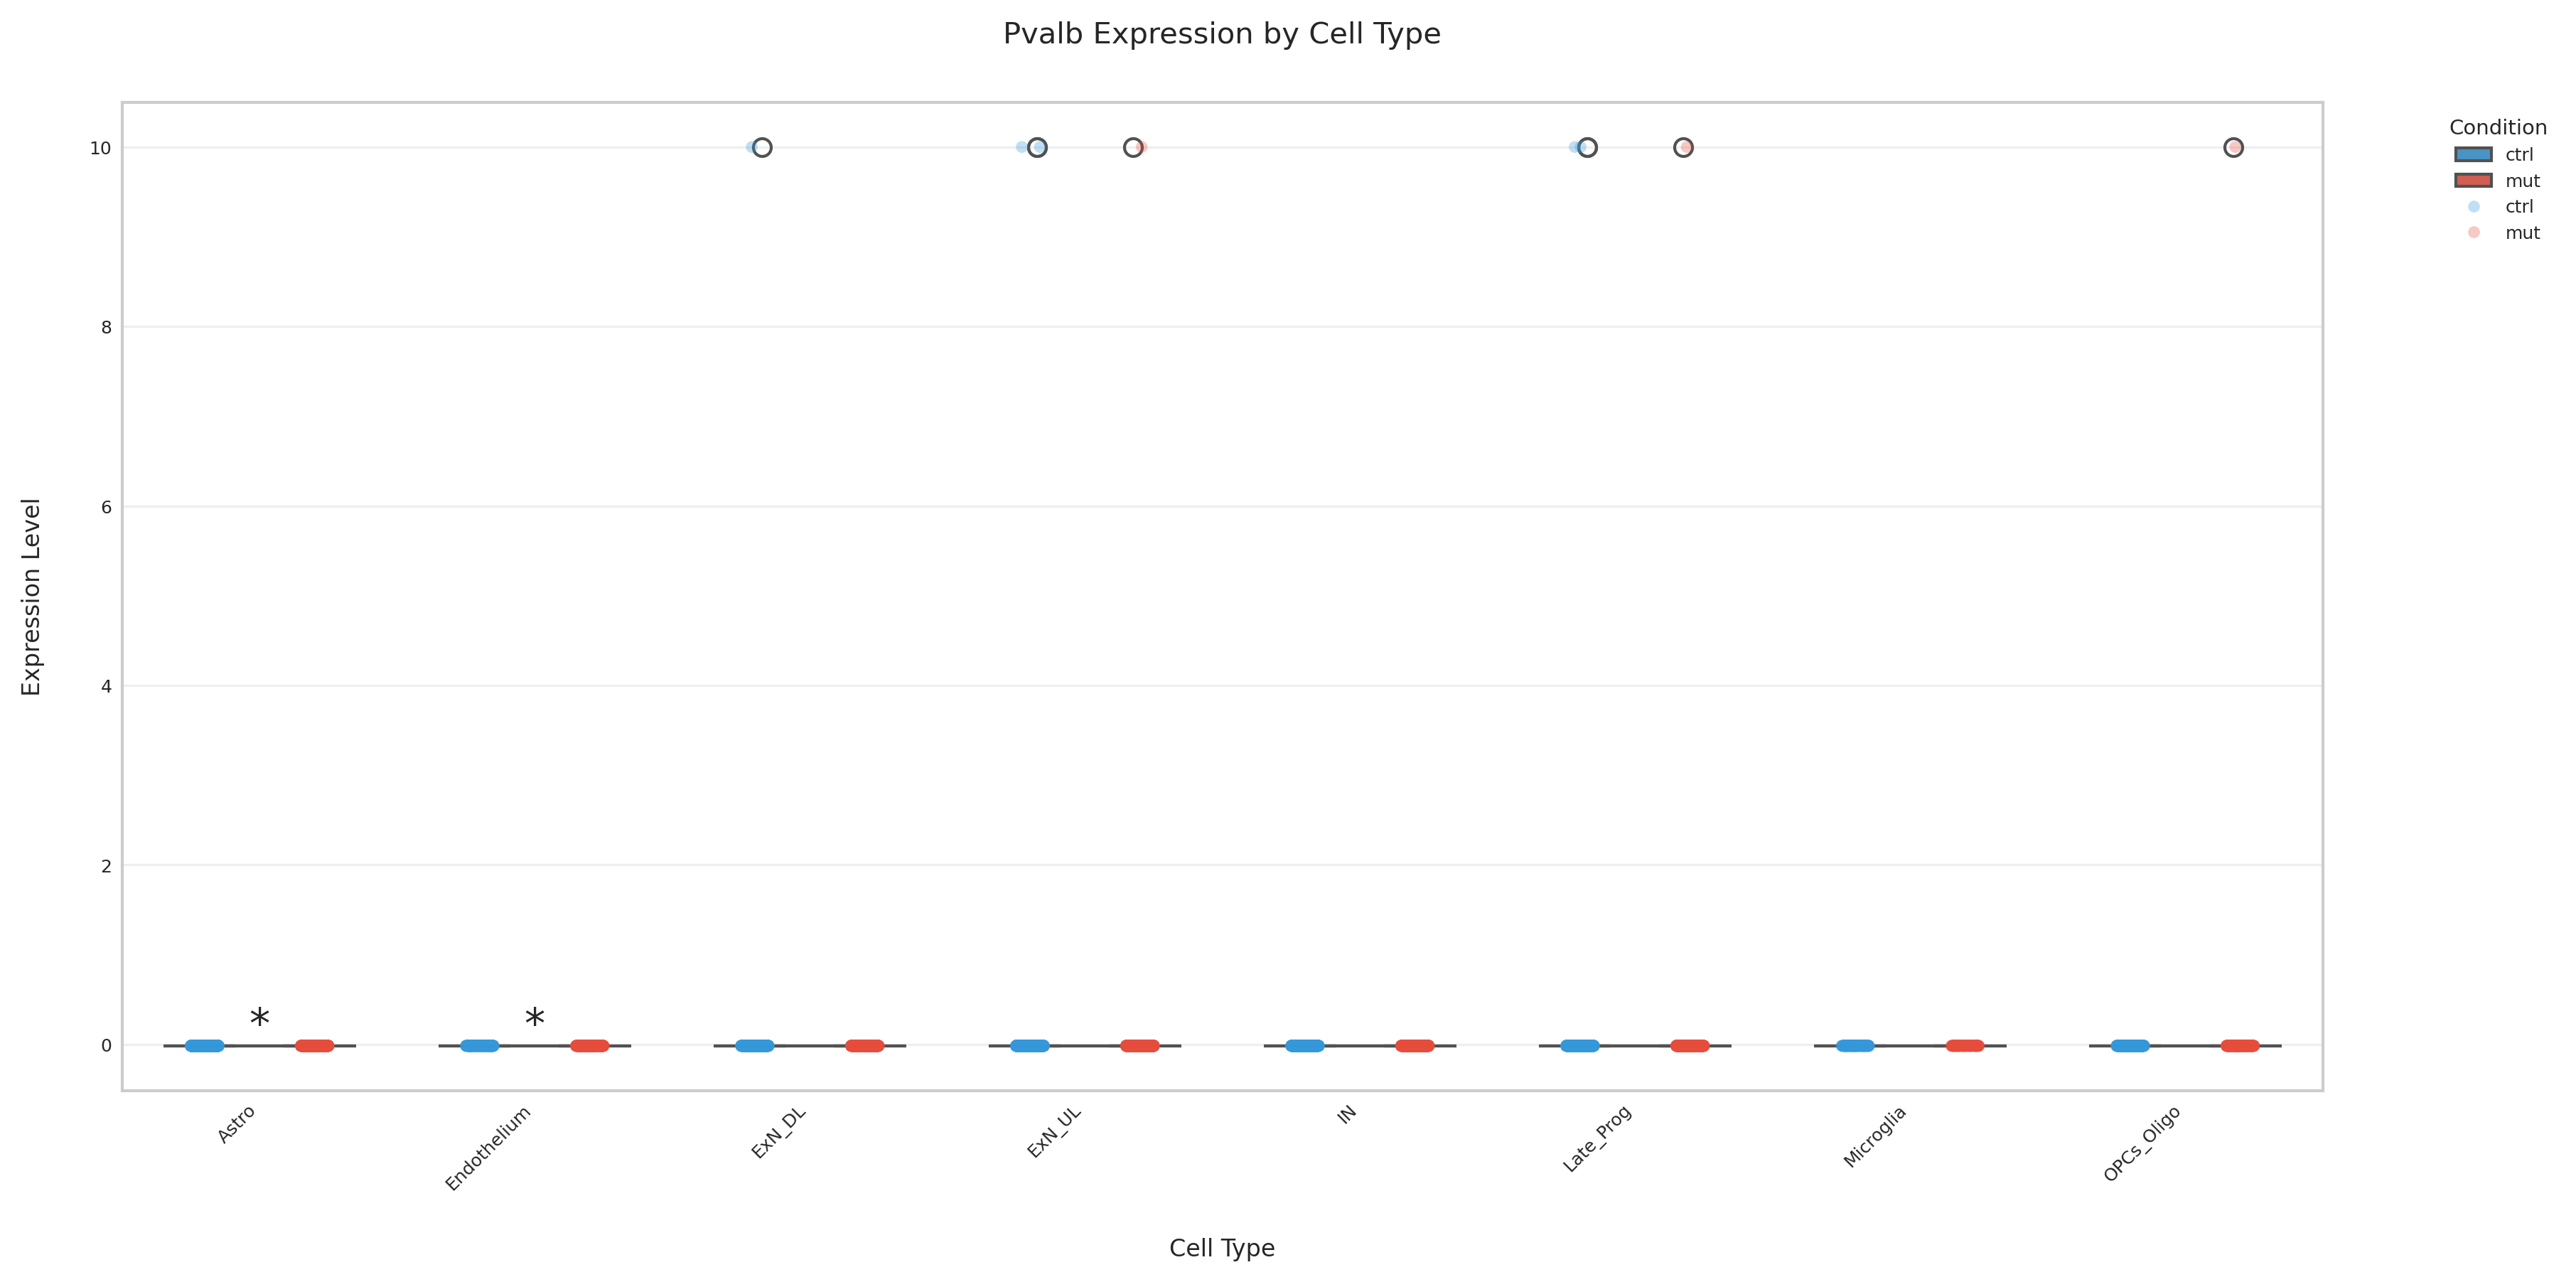 Pvalb Expression by Cell Type
Condition
ctrl
mut
ctrl
mut
Expression Level
10
8
6
4
2
0
*
*
Astro
Endothelium
ExN_DL
ExN_UL
IN
Late_Prog
Microglia
OPCs_Oligo
Cell Type